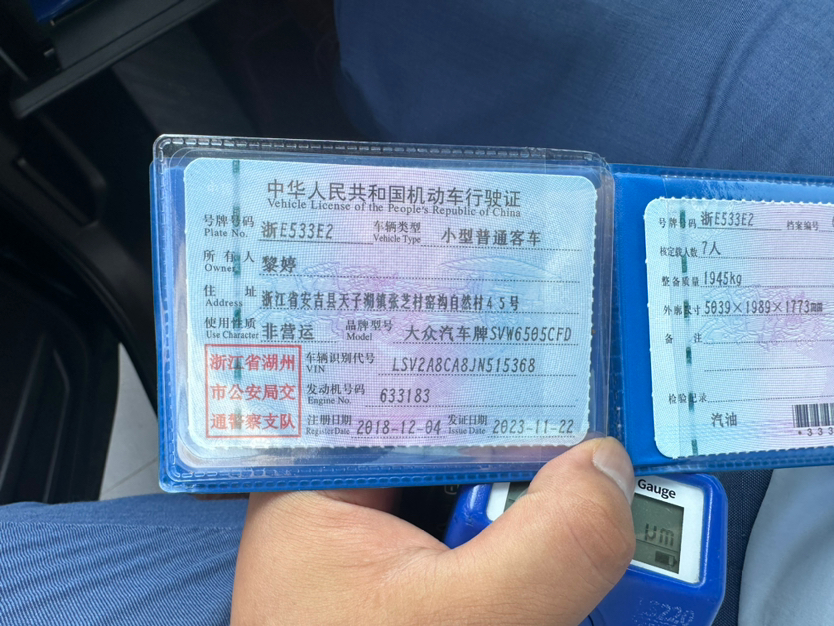 中华人民共和国机动车行驶证
Vehicle License of the People's Republic of China
号牌号码 浙E533E2 车辆类型 小型普通客车
Plate No. Vehicle Type
所有人 黎婷
Owner
住址 浙江省安吉县天子湖镇张芝村窑沟自然村45号
Address
使用性质 非营运 品牌型号 大众汽车牌SVW6505CFD
Use Character Model
浙江省湖州
市公安局交
通警察支队
车辆识别代号 LSV2A8CA8JN515368
VIN
发动机号码 633183
Engine No.
注册日期 2018-12-04 发证日期 2023-11-22
Register Date Issue Date
号牌号码 浙E533E2 档案编号
核定载人数 7人
整备质量 1945kg
外廓尺寸 5039×1989×1773mm
备注
检验记录
汽油
*333
Gauge
μm